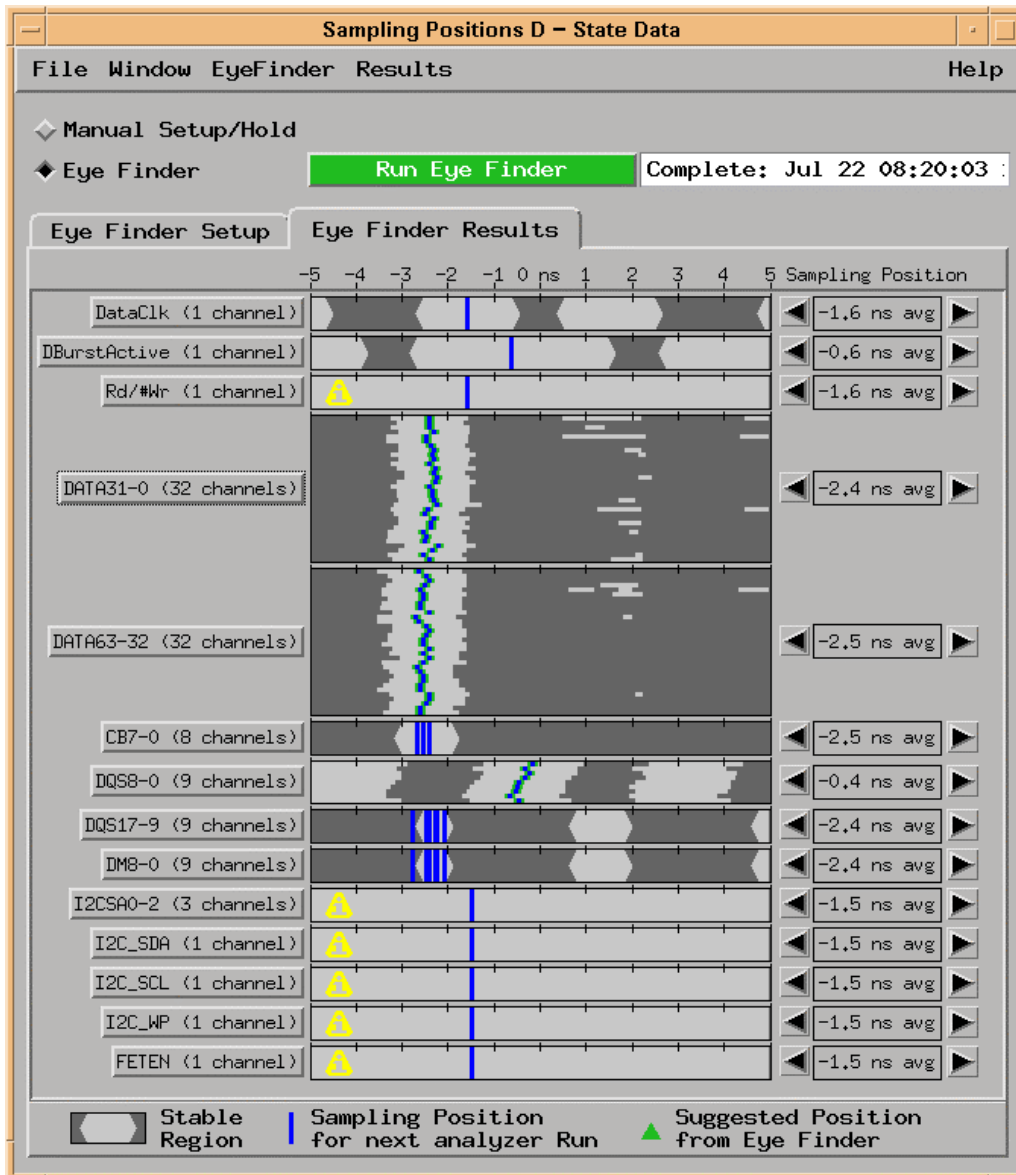 Sampling Positions D – State Data
File Window EyeFinder Results Help
Manual Setup/Hold
Eye Finder Run Eye Finder Complete: Jul 22 08:20:03
Eye Finder Setup Eye Finder Results
-5 -4 -3 -2 -1 0 ns 1 2 3 4 5 Sampling Position
DataClk (1 channel) -1.6 ns avg
DBurstActive (1 channel) -0.6 ns avg
Rd/#Wr (1 channel) -1.6 ns avg
DATA31-0 (32 channels) -2.4 ns avg
DATA63-32 (32 channels) -2.5 ns avg
CB7-0 (8 channels) -2.5 ns avg
DQS8-0 (9 channels) -0.4 ns avg
DQS17-9 (9 channels) -2.4 ns avg
DM8-0 (9 channels) -2.4 ns avg
I2CSA0-2 (3 channels) -1.5 ns avg
I2C_SDA (1 channel) -1.5 ns avg
I2C_SCL (1 channel) -1.5 ns avg
I2C_WP (1 channel) -1.5 ns avg
FETEN (1 channel) -1.5 ns avg
Stable Sampling Position Suggested Position
Region for next analyzer Run from Eye Finder